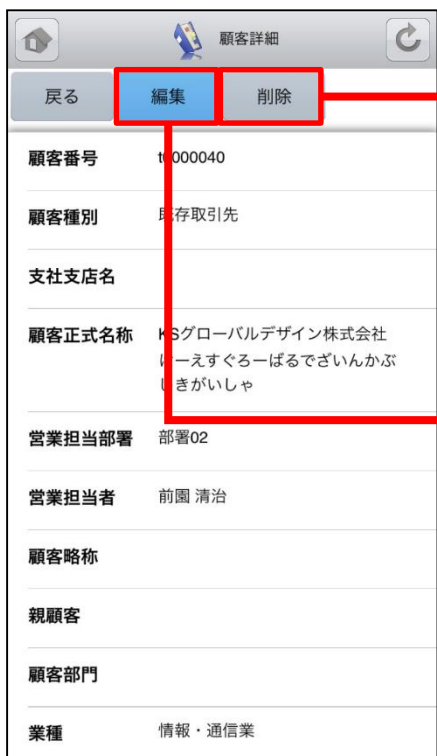 顧客詳細
戻る 編集 削除
顧客番号 t0000040
顧客種別 既存取引先
支社支店名
顧客正式名称 KSグローバルデザイン株式会社
けーえすぐろーばるでざいんかぶ
しきがいしゃ
営業担当部署 部署02
営業担当者 前園 清治
顧客略称
親顧客
顧客部門
業種 情報・通信業